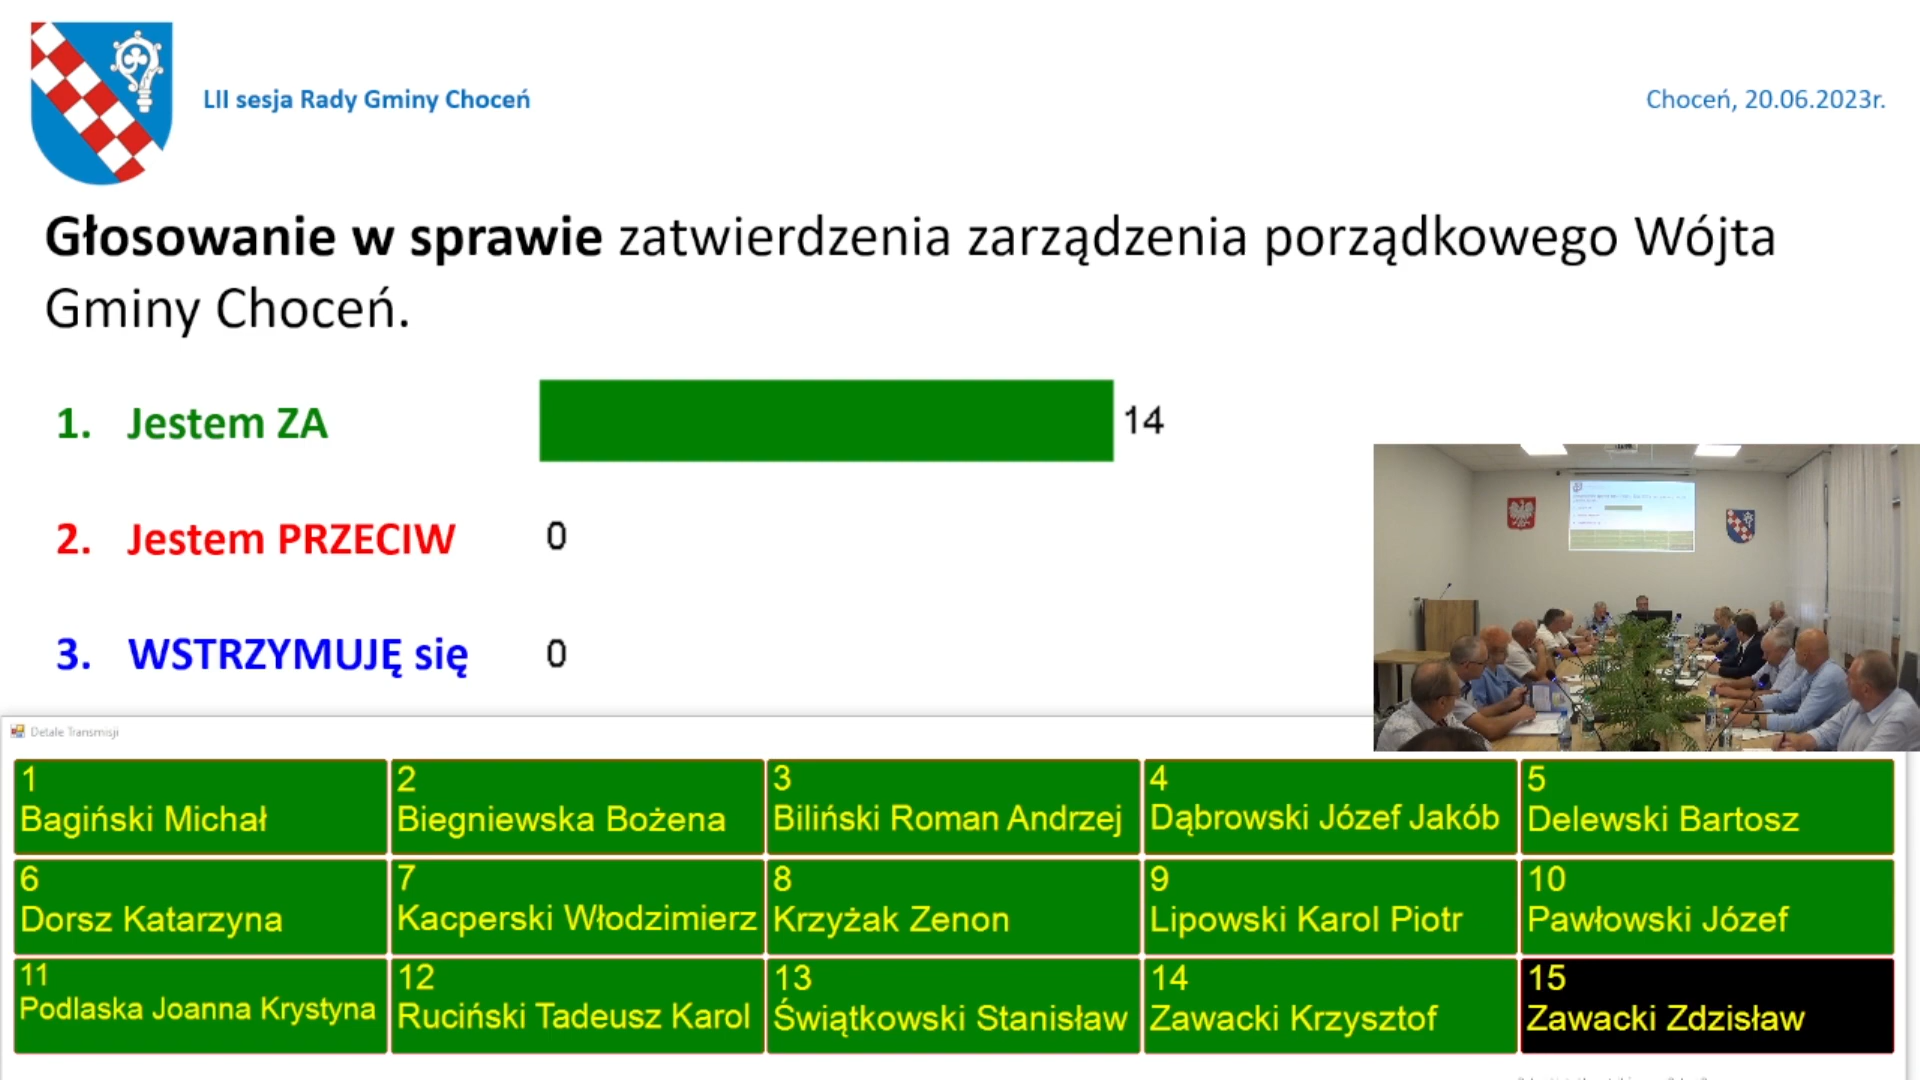 LII sesja Rady Gminy Choceń
Choceń, 20.06.2023r.
Głosowanie w sprawie zatwierdzenia zarządzenia porządkowego Wójta
Gminy Choceń.
1. Jestem ZA 14
2. Jestem PRZECIW 0
3. WSTRZYMUJĘ się 0
Detale Transmisji
1
Bagiński Michał
2
Biegniewska Bożena
3
Biliński Roman Andrzej
4
Dąbrowski Józef Jakób
5
Delewski Bartosz
6
Dorsz Katarzyna
7
Kacperski Włodzimierz
8
Krzyżak Zenon
9
Lipowski Karol Piotr
10
Pawłowski Józef
11
Podlaska Joanna Krystyna
12
Ruciński Tadeusz Karol
13
Świątkowski Stanisław
14
Zawacki Krzysztof
15
Zawacki Zdzisław